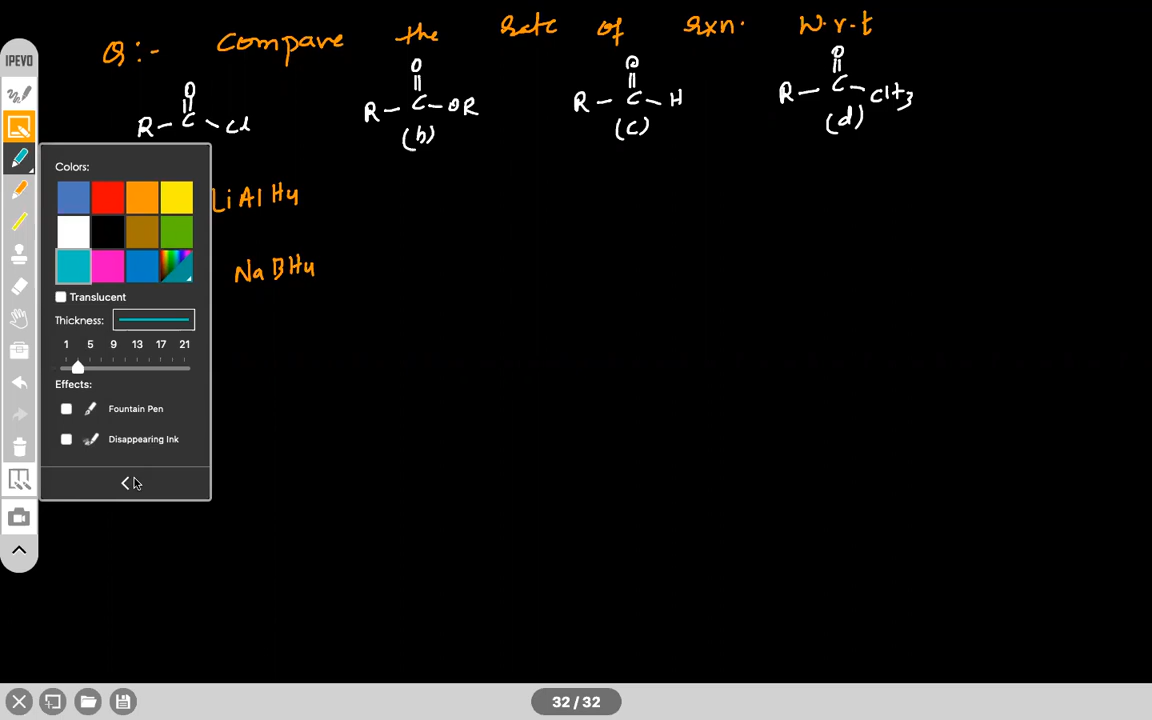 Q:- Compare the rate of rxn. w.r.t
IPEVO
O O O O
R-C-Cl R-C-OR R-C-H R-C-CH3
(b) (c) (d)
Colors:
LiAlH4
NaBH4
Translucent
Thickness:
1 5 9 13 17 21
Effects:
Fountain Pen
Disappearing Ink
32 / 32